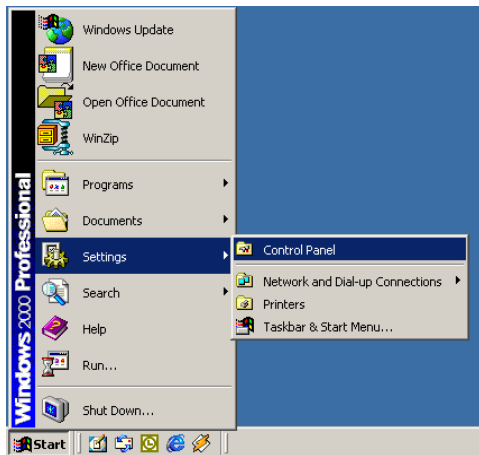 Windows Update
New Office Document
Open Office Document
WinZip
Programs
Documents
Settings
Search
Help
Run...
Shut Down...
Control Panel
Network and Dial-up Connections
Printers
Taskbar & Start Menu...
Windows 2000 Professional
Start